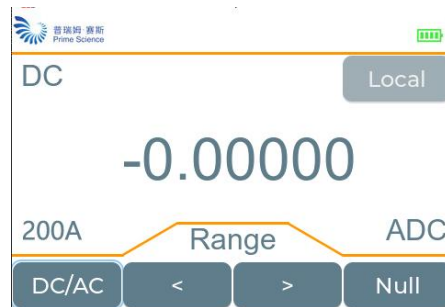 普瑞姆 赛斯
Prime Science
DC
Local
-0.00000
200A
Range
ADC
DC/AC
<
>
Null